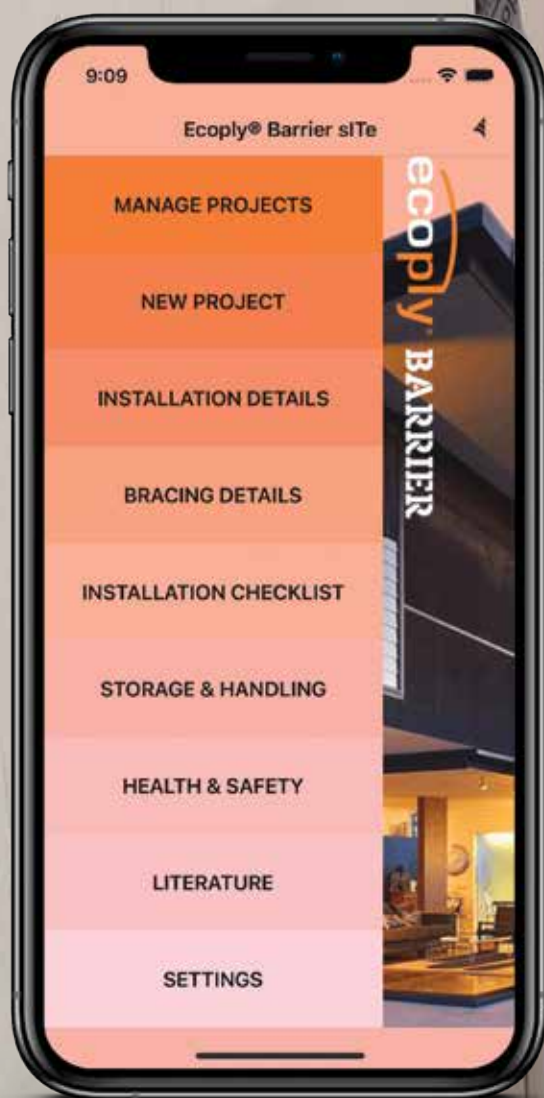 9:09
Ecoply® Barrier sITe
MANAGE PROJECTS
NEW PROJECT
INSTALLATION DETAILS
BRACING DETAILS
INSTALLATION CHECKLIST
STORAGE & HANDLING
HEALTH & SAFETY
LITERATURE
SETTINGS
ecoply® BARRIER